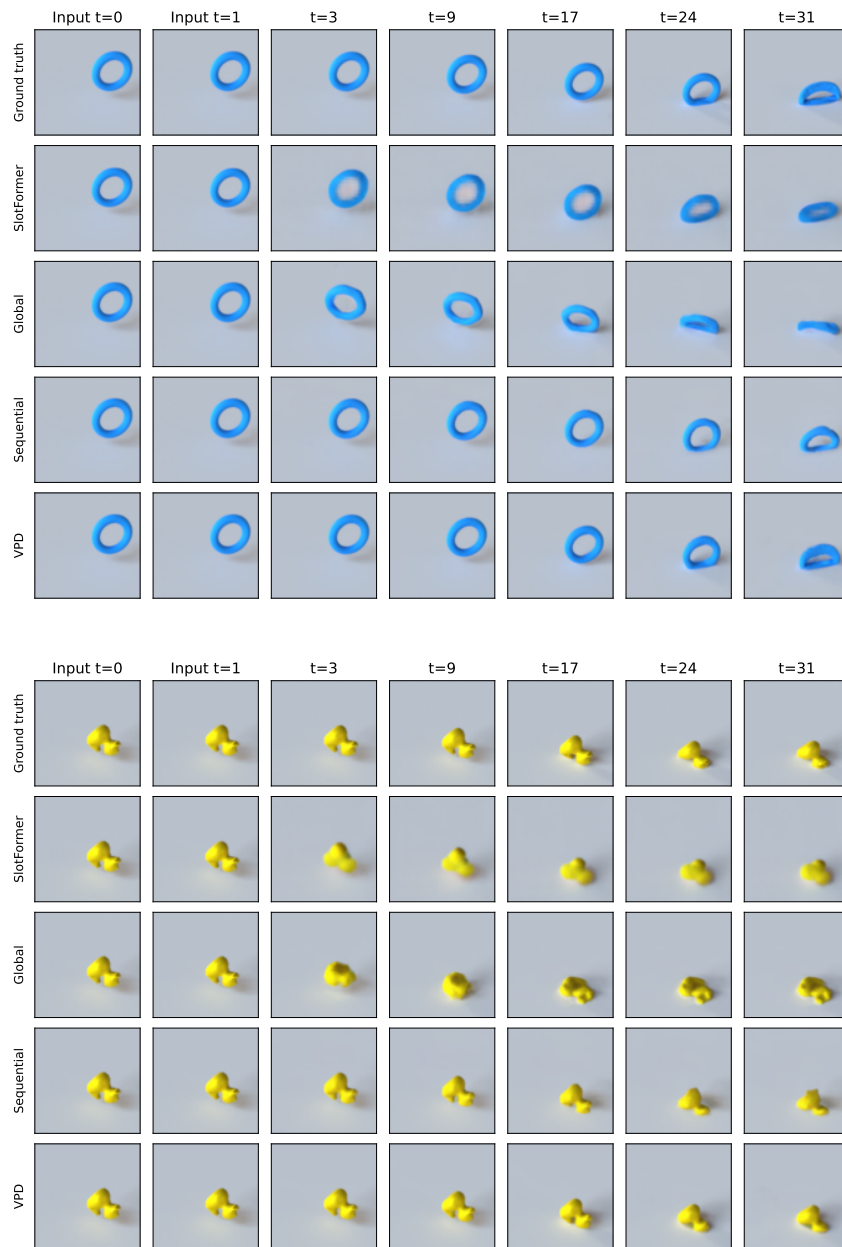 Input t=0 Input t=1 t=3 t=9 t=17 t=24 t=31
Ground truth
SlotFormer
Global
Sequential
VPD
Input t=0 Input t=1 t=3 t=9 t=17 t=24 t=31
Ground truth
SlotFormer
Global
Sequential
VPD